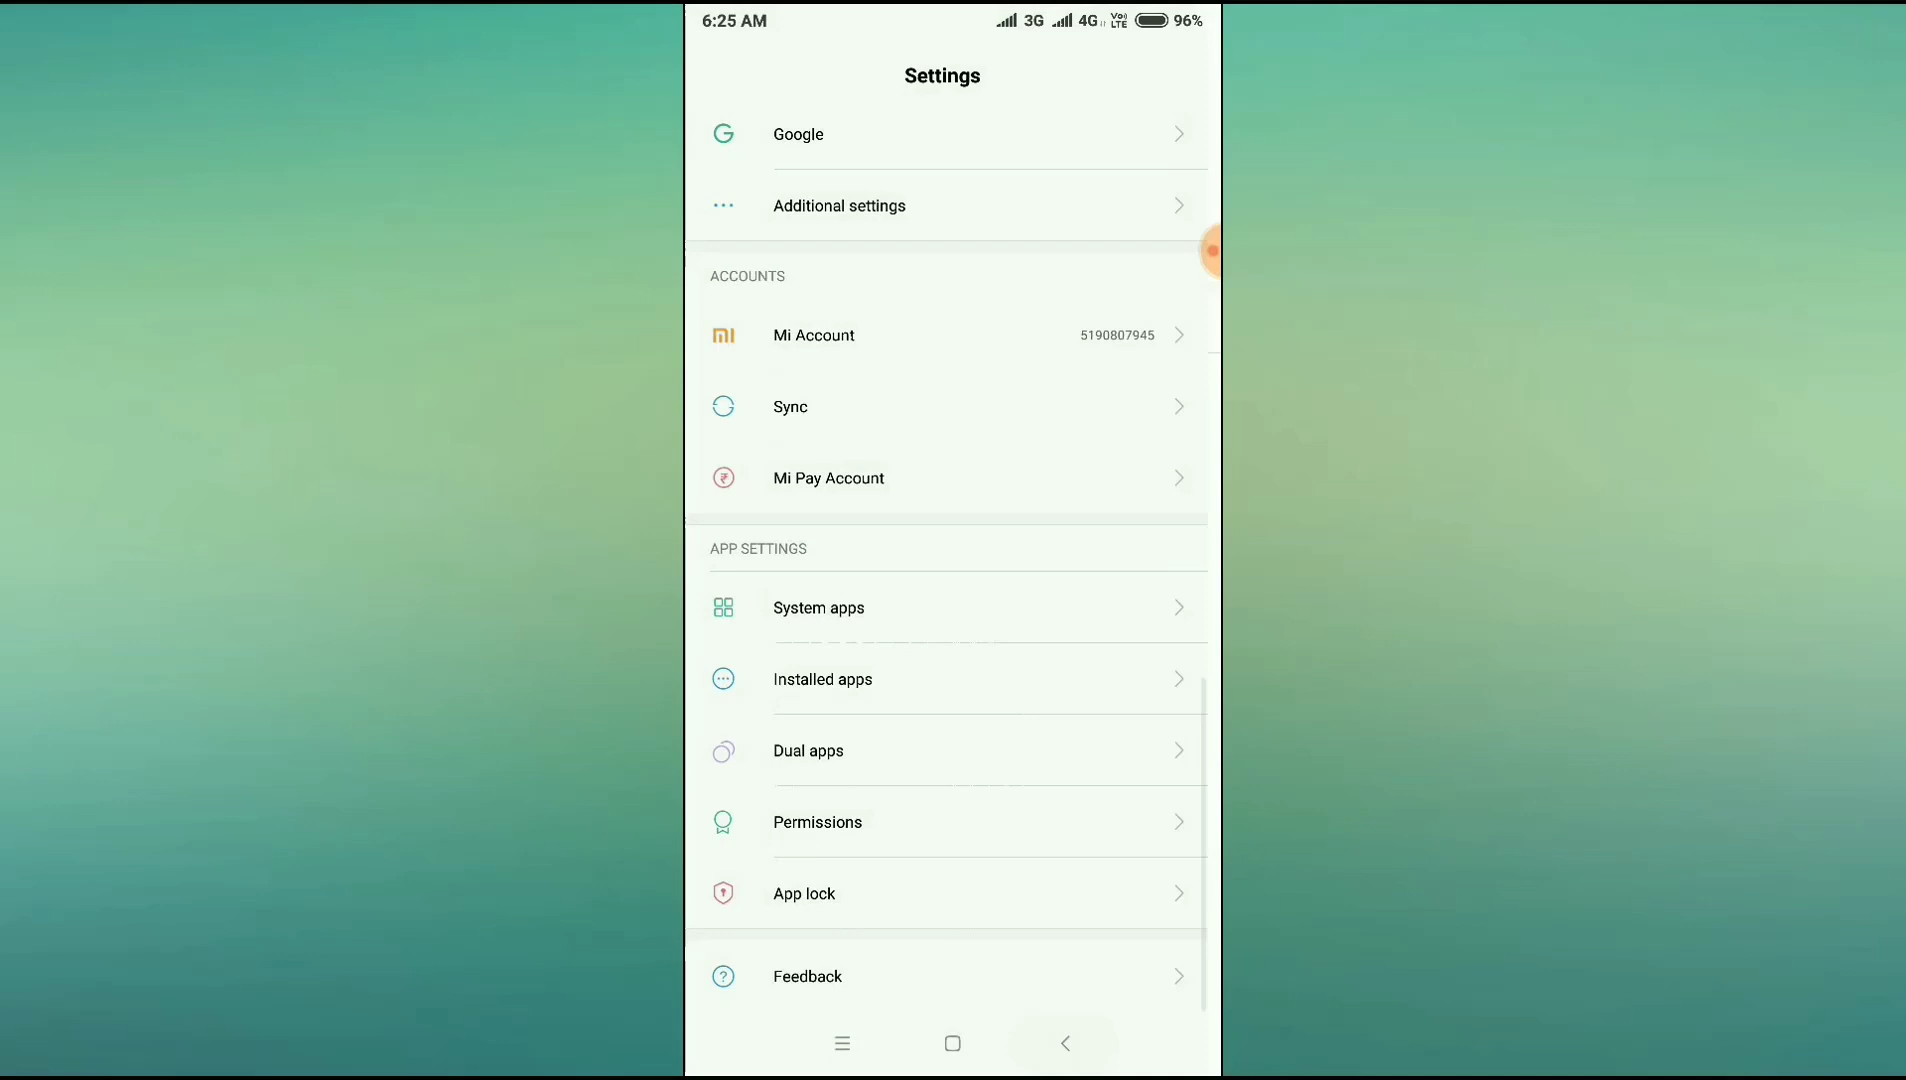 6:25 AM 3G 4G VoLTE 96%
Settings
Google
Additional settings
ACCOUNTS
Mi Account 5190807945
Sync
Mi Pay Account
APP SETTINGS
System apps
Installed apps
Dual apps
Permissions
App lock
Feedback